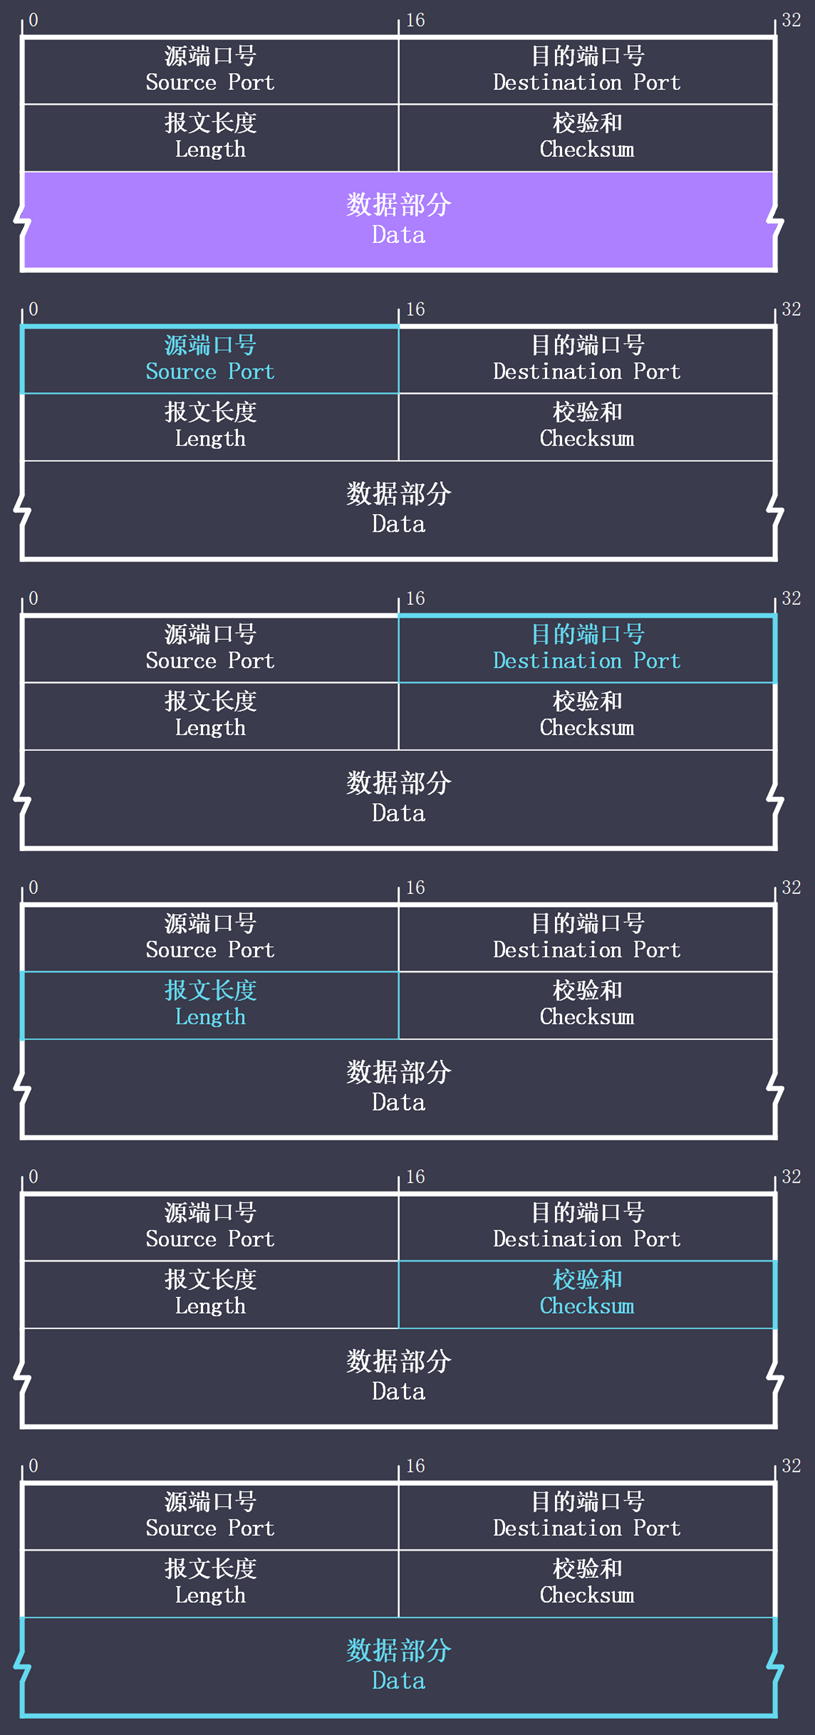 0 16 32
源端口号 目的端口号
Source Port Destination Port
报文长度 校验和
Length Checksum
数据部分
Data
0 16 32
源端口号 目的端口号
Source Port Destination Port
报文长度 校验和
Length Checksum
数据部分
Data
0 16 32
源端口号 目的端口号
Source Port Destination Port
报文长度 校验和
Length Checksum
数据部分
Data
0 16 32
源端口号 目的端口号
Source Port Destination Port
报文长度 校验和
Length Checksum
数据部分
Data
0 16 32
源端口号 目的端口号
Source Port Destination Port
报文长度 校验和
Length Checksum
数据部分
Data
0 16 32
源端口号 目的端口号
Source Port Destination Port
报文长度 校验和
Length Checksum
数据部分
Data